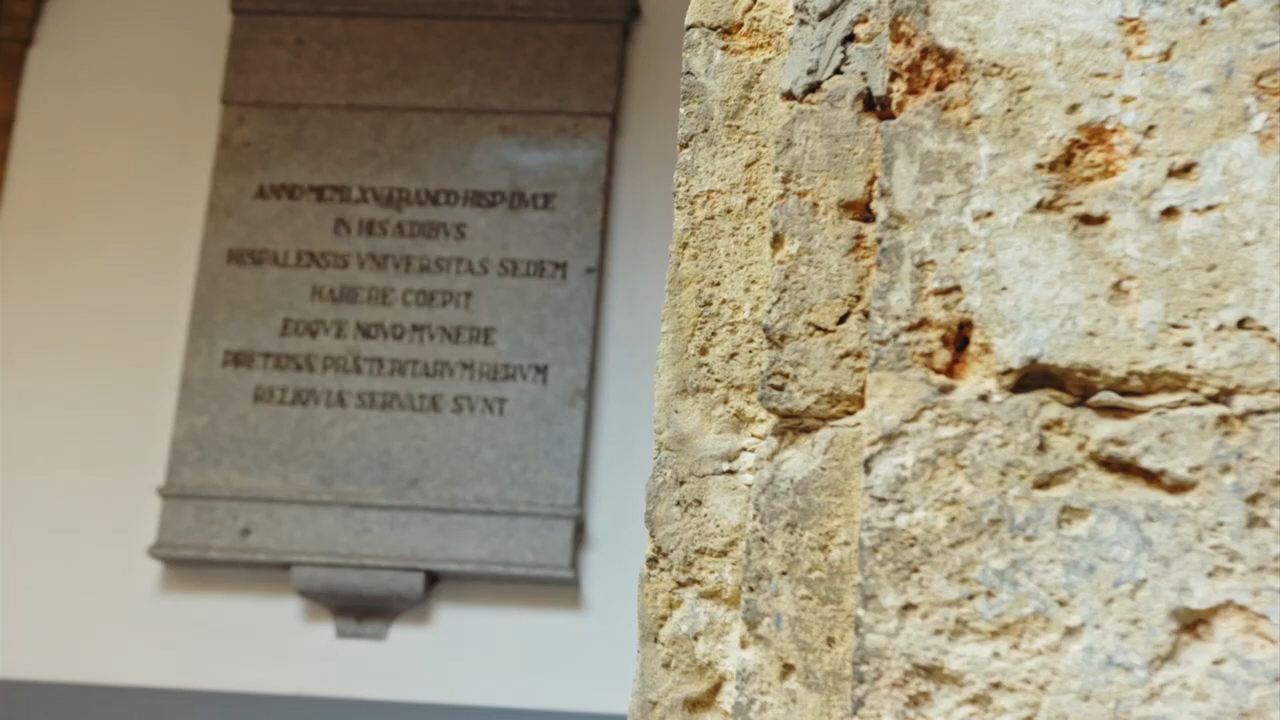 ANNO·MCMLXVI·FRANCO·HISP·DVCE
IN HIS ÆDIBVS
HISPALENSIS VNIVERSITAS SEDEM
HABERE·COEPIT
EOQVE NOVO·MVNERE
PRETIOSÆ PRÆTERITARVM·RERVM
RELIQVIÆ SERVATÆ SVNT